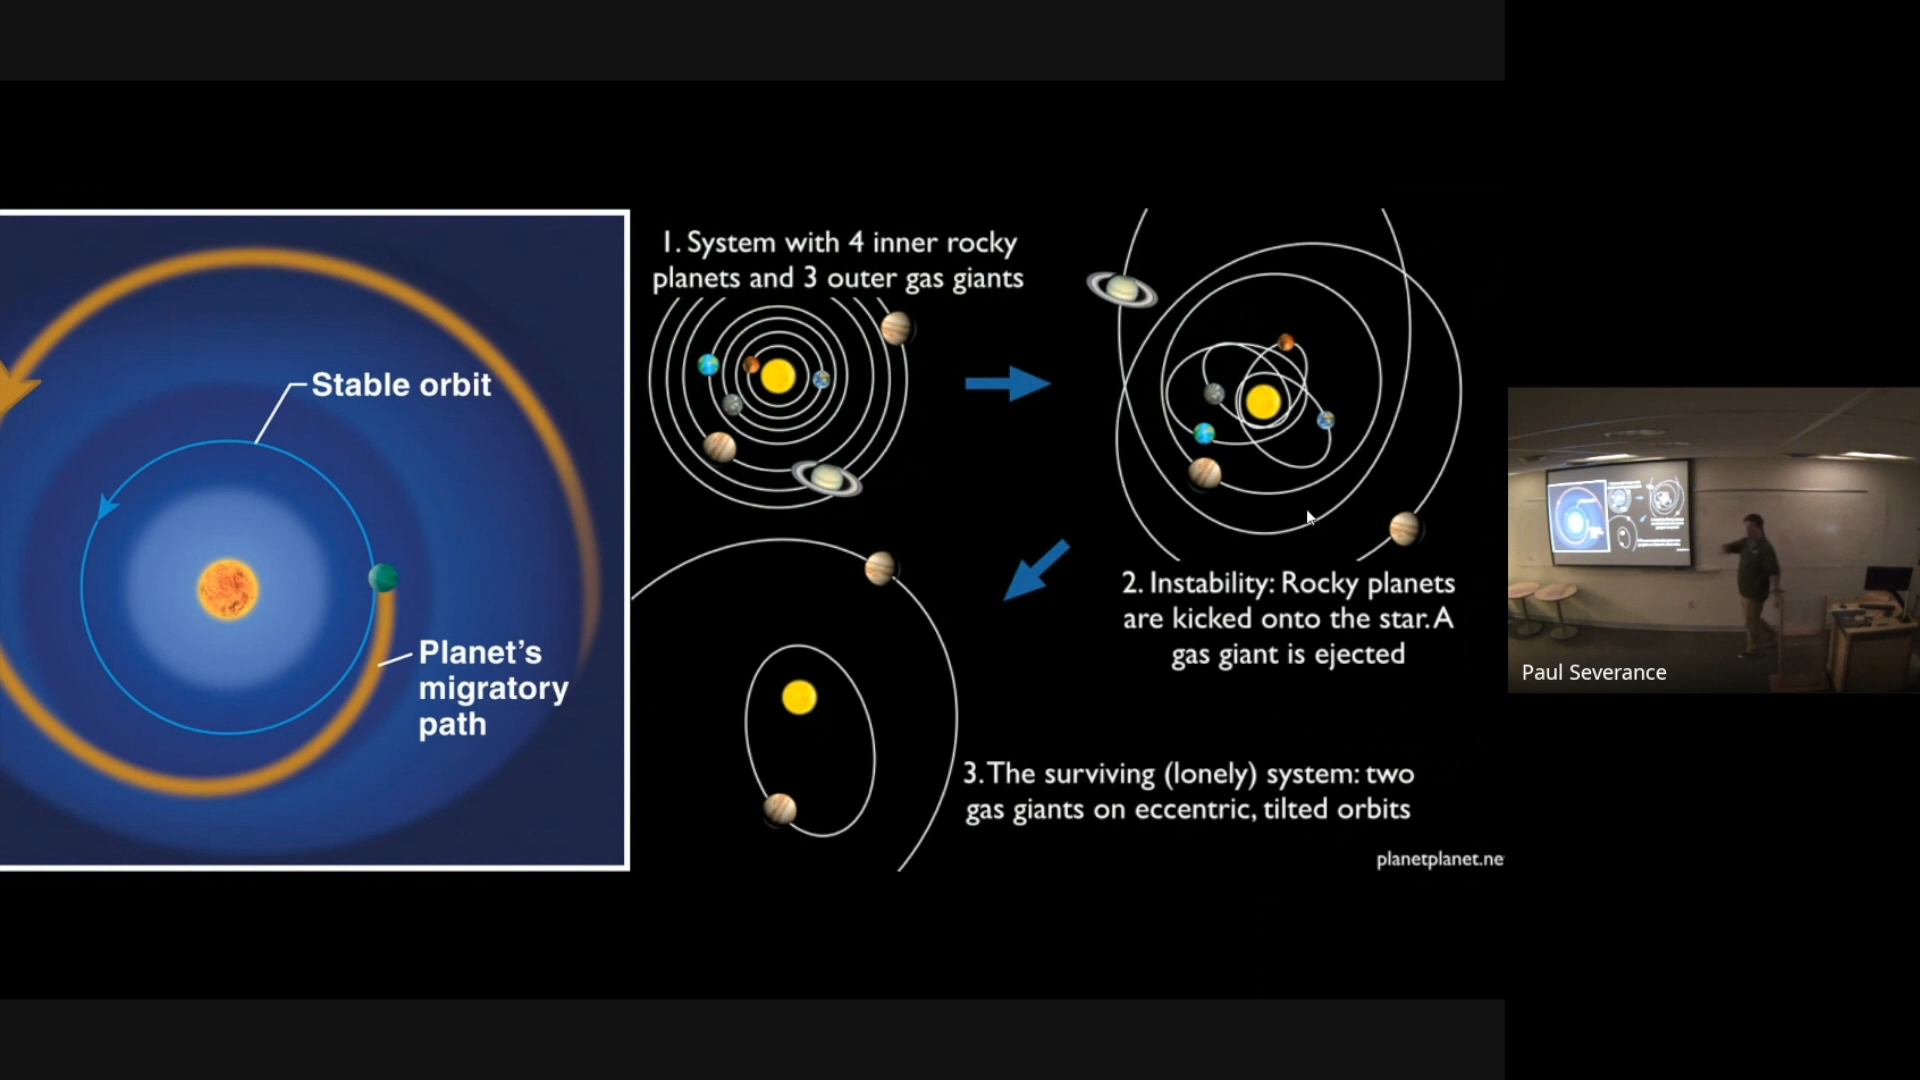 Stable orbit
Planet's
migratory
path
1. System with 4 inner rocky
planets and 3 outer gas giants
2. Instability: Rocky planets
are kicked onto the star. A
gas giant is ejected
3. The surviving (lonely) system: two
gas giants on eccentric, tilted orbits
planetplanet.ne
Paul Severance